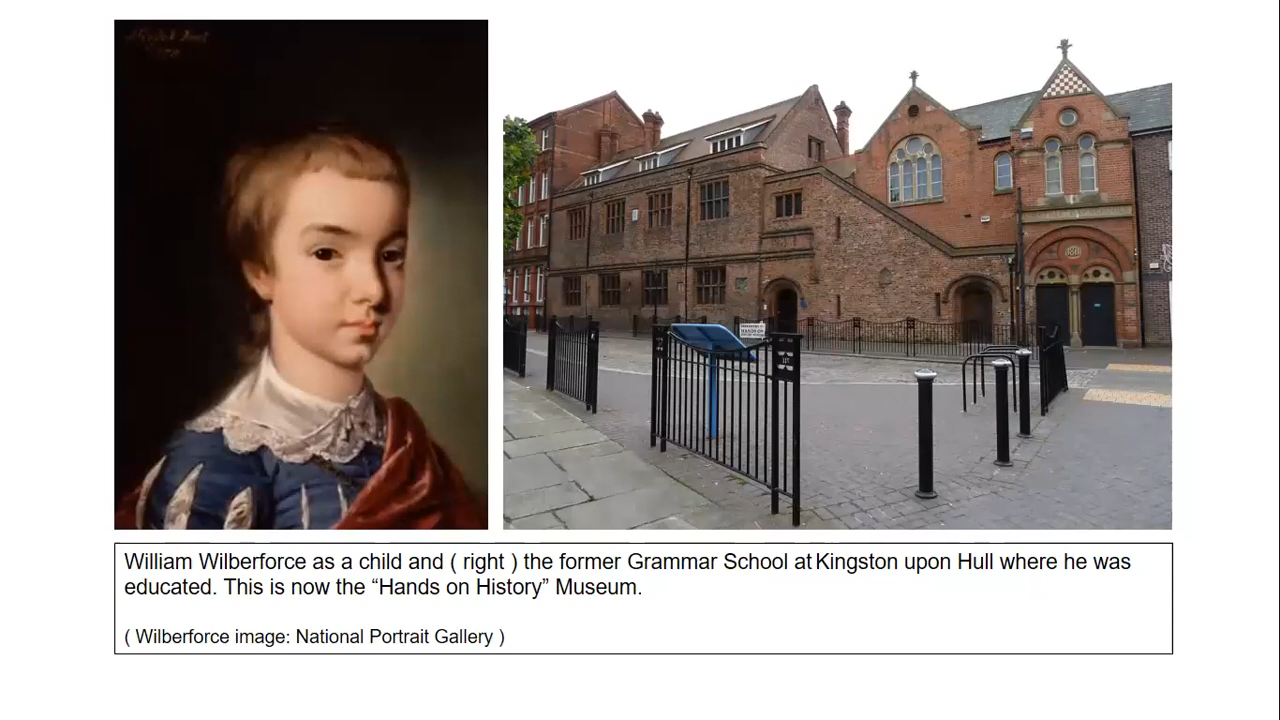 William Wilberforce as a child and ( right ) the former Grammar School at Kingston upon Hull where he was
educated. This is now the “Hands on History” Museum.
( Wilberforce image: National Portrait Gallery )